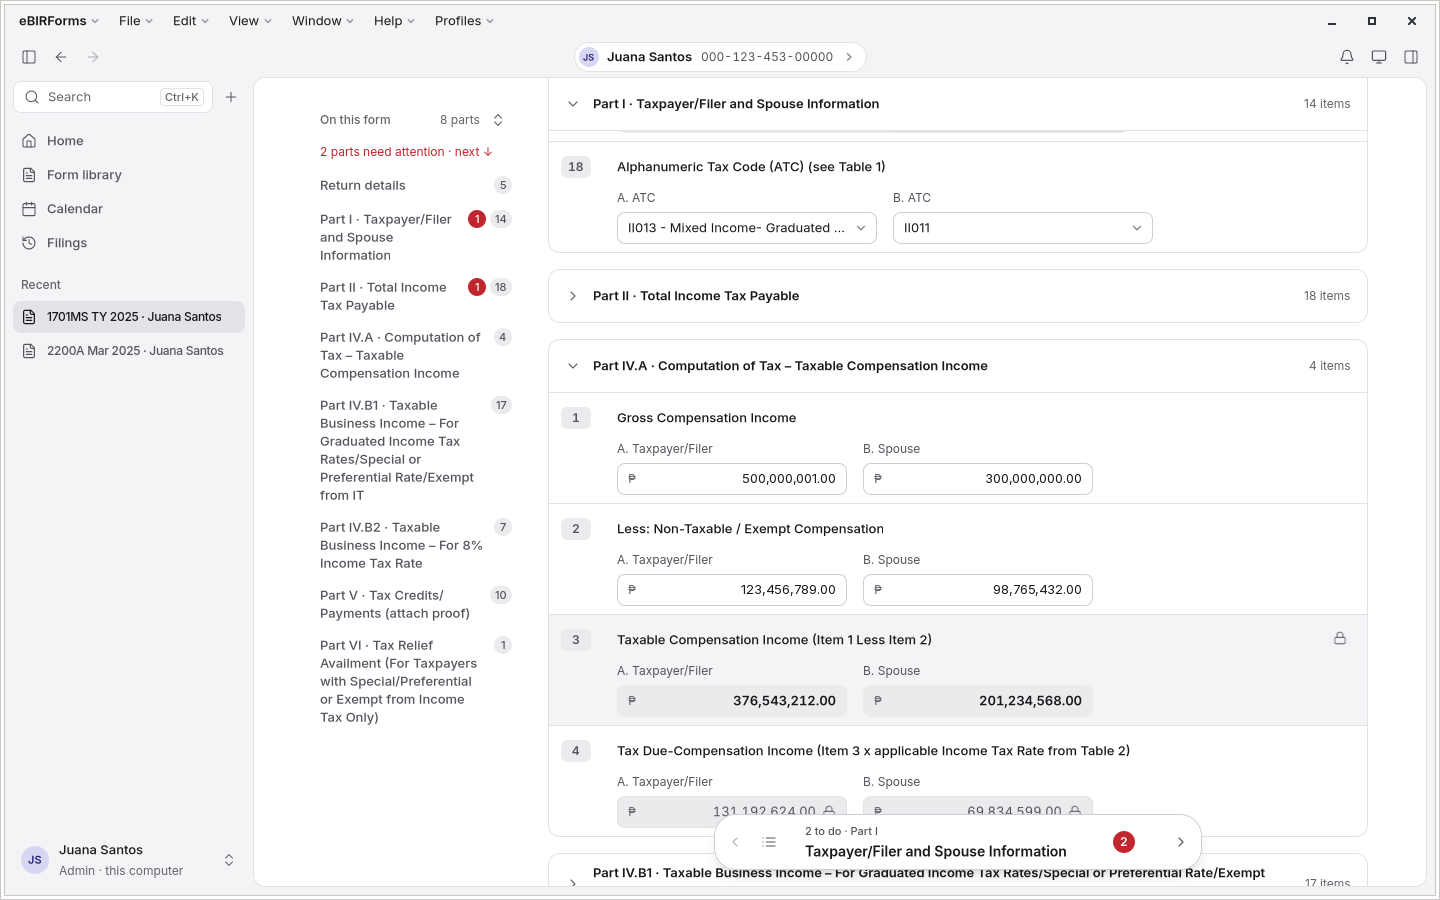 eBIRForms File Edit View Window Help Profiles
JS Juana Santos 000-123-453-00000
Search Ctrl+K
Home
Form library
Calendar
Filings
Recent
1701MS TY 2025 · Juana Santos
2200A Mar 2025 · Juana Santos
JS Juana Santos
Admin · this computer
On this form 8 parts
2 parts need attention · next ↓
Return details 5
Part I · Taxpayer/Filer 1 14
and Spouse
Information
Part II · Total Income 1 18
Tax Payable
Part IV.A · Computation of 4
Tax – Taxable
Compensation Income
Part IV.B1 · Taxable 17
Business Income – For
Graduated Income Tax
Rates/Special or
Preferential Rate/Exempt
from IT
Part IV.B2 · Taxable 7
Business Income – For 8%
Income Tax Rate
Part V · Tax Credits/ 10
Payments (attach proof)
Part VI · Tax Relief 1
Availment (For Taxpayers
with Special/Preferential
or Exempt from Income
Tax Only)
Part I · Taxpayer/Filer and Spouse Information 14 items
18 Alphanumeric Tax Code (ATC) (see Table 1)
A. ATC B. ATC
II013 - Mixed Income- Graduated ... II011
Part II · Total Income Tax Payable 18 items
Part IV.A · Computation of Tax – Taxable Compensation Income 4 items
1 Gross Compensation Income
A. Taxpayer/Filer B. Spouse
₱ 500,000,001.00 ₱ 300,000,000.00
2 Less: Non-Taxable / Exempt Compensation
A. Taxpayer/Filer B. Spouse
₱ 123,456,789.00 ₱ 98,765,432.00
3 Taxable Compensation Income (Item 1 Less Item 2)
A. Taxpayer/Filer B. Spouse
₱ 376,543,212.00 ₱ 201,234,568.00
4 Tax Due-Compensation Income (Item 3 x applicable Income Tax Rate from Table 2)
A. Taxpayer/Filer B. Spouse
₱ 131,192,624.00 ₱ 69,834,599.00
2 to do · Part I
Taxpayer/Filer and Spouse Information 2
Part IV.B1 · Taxable Business Income – For Graduated Income Tax Rates/Special or Preferential Rate/Exempt
17 items